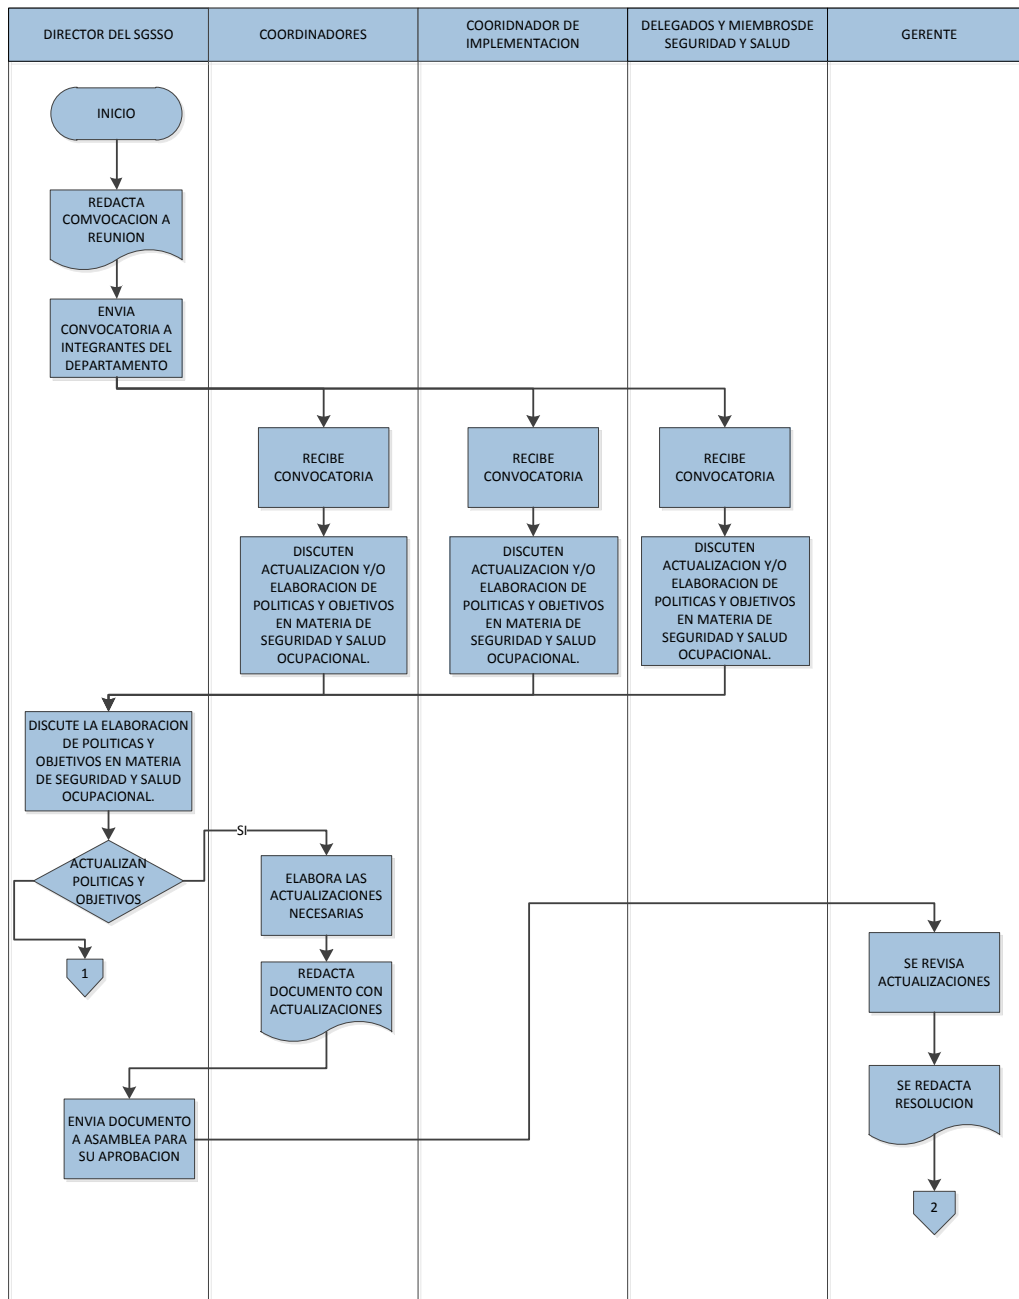 DIRECTOR DEL SGSSO
COORDINADORES
COORIDNADOR DE
IMPLEMENTACION
DELEGADOS Y MIEMBROSDE
SEGURIDAD Y SALUD
GERENTE
INICIO
REDACTA
COMVOCACION A
REUNION
ENVIA
CONVOCATORIA A
INTEGRANTES DEL
DEPARTAMENTO
RECIBE
CONVOCATORIA
RECIBE
CONVOCATORIA
RECIBE
CONVOCATORIA
DISCUTEN
ACTUALIZACION Y/O
ELABORACION DE
POLITICAS Y OBJETIVOS
EN MATERIA DE
SEGURIDAD Y SALUD
OCUPACIONAL.
DISCUTEN
ACTUALIZACION Y/O
ELABORACION DE
POLITICAS Y OBJETIVOS
EN MATERIA DE
SEGURIDAD Y SALUD
OCUPACIONAL.
DISCUTEN
ACTUALIZACION Y/O
ELABORACION DE
POLITICAS Y OBJETIVOS
EN MATERIA DE
SEGURIDAD Y SALUD
OCUPACIONAL.
DISCUTE LA ELABORACION
DE POLITICAS Y
OBJETIVOS EN MATERIA
DE SEGURIDAD Y SALUD
OCUPACIONAL.
ACTUALIZAN
POLITICAS Y
OBJETIVOS
SI
1
ELABORA LAS
ACTUALIZACIONES
NECESARIAS
REDACTA
DOCUMENTO CON
ACTUALIZACIONES
ENVIA DOCUMENTO
A ASAMBLEA PARA
SU APROBACION
SE REVISA
ACTUALIZACIONES
SE REDACTA
RESOLUCION
2